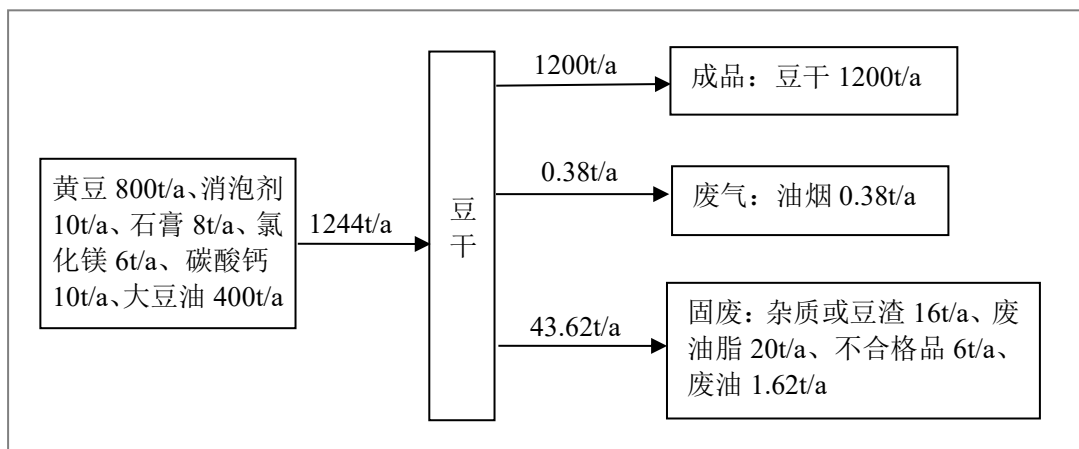 黄豆 800t/a、消泡剂
10t/a、石膏 8t/a、氯
化镁 6t/a、碳酸钙
10t/a、大豆油 400t/a
1244t/a
豆
干
1200t/a
成品：豆干 1200t/a
0.38t/a
废气：油烟 0.38t/a
43.62t/a
固废：杂质或豆渣 16t/a、废
油脂 20t/a、不合格品 6t/a、
废油 1.62t/a